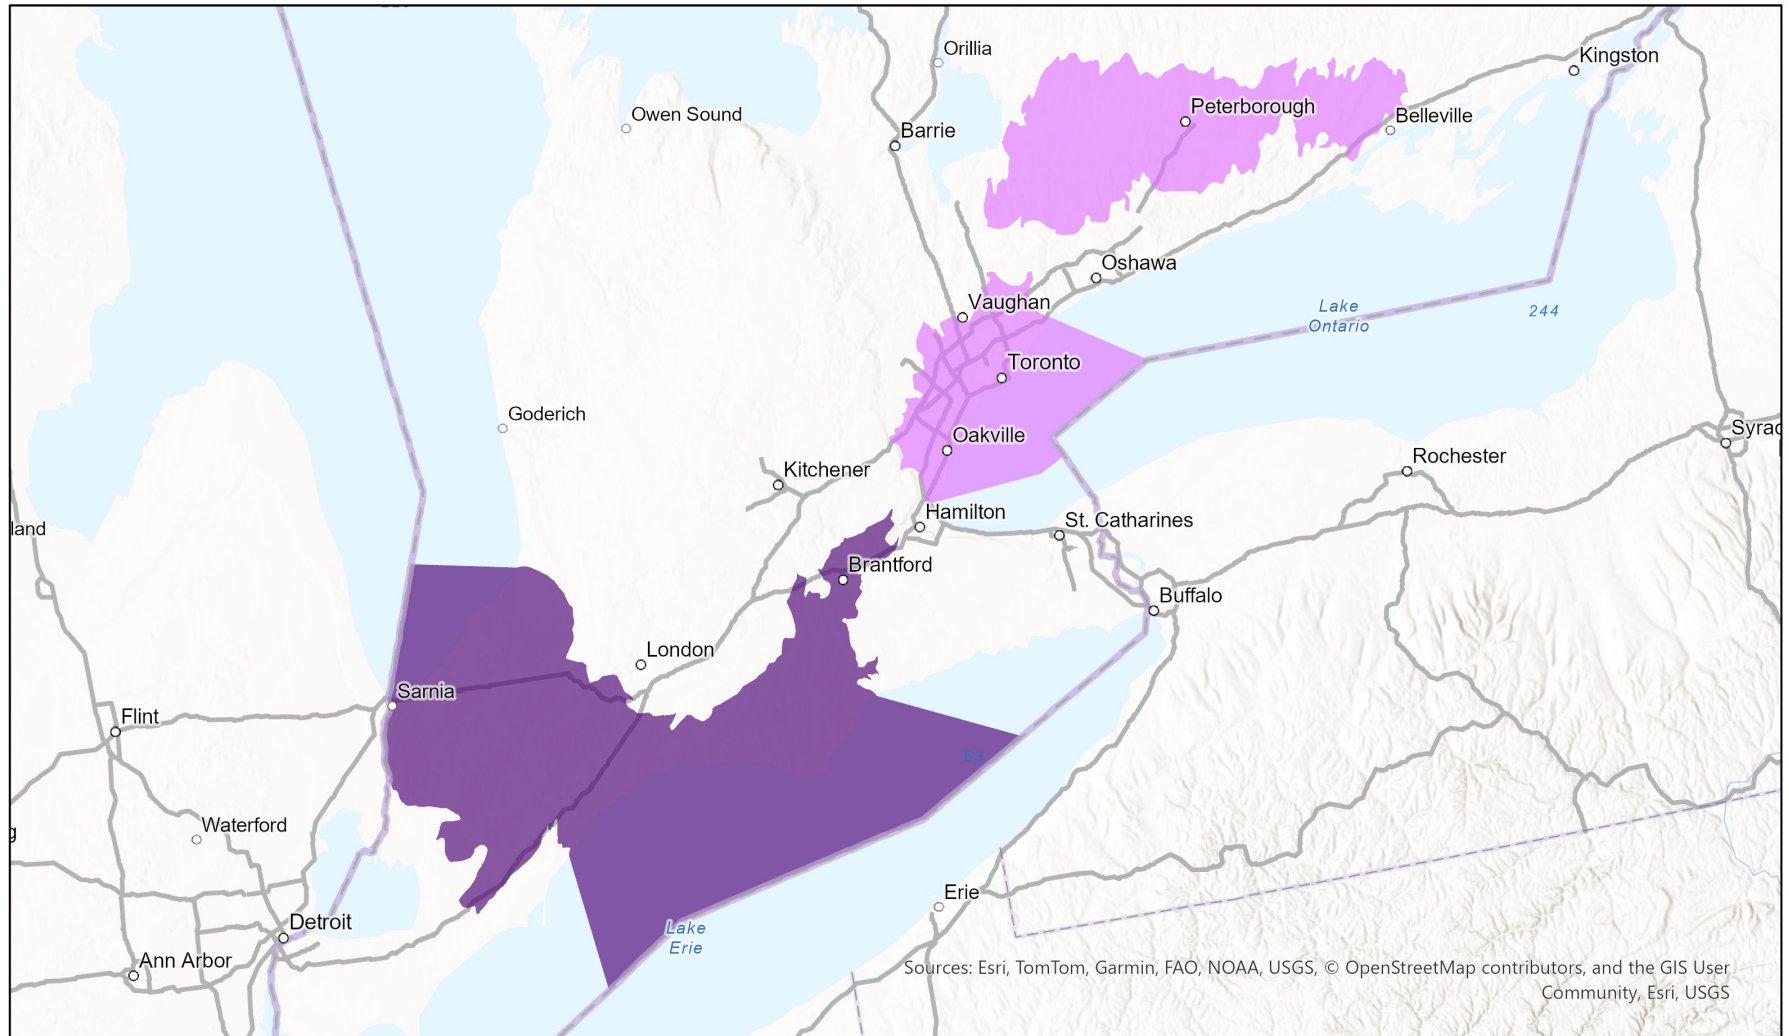 Orillia
Kingston
Owen Sound
Peterborough
Belleville
Barrie
Oshawa
Vaughan
Lake
Ontario
244
Toronto
Goderich
Oakville
Syrac
Kitchener
Rochester
Hamilton
St. Catharines
land
Brantford
Buffalo
London
Sarnia
Flint
63
Waterford
g
Erie
Detroit
Lake
Erie
Ann Arbor
Sources: Esri, TomTom, Garmin, FAO, NOAA, USGS, © OpenStreetMap contributors, and the GIS User
Community, Esri, USGS